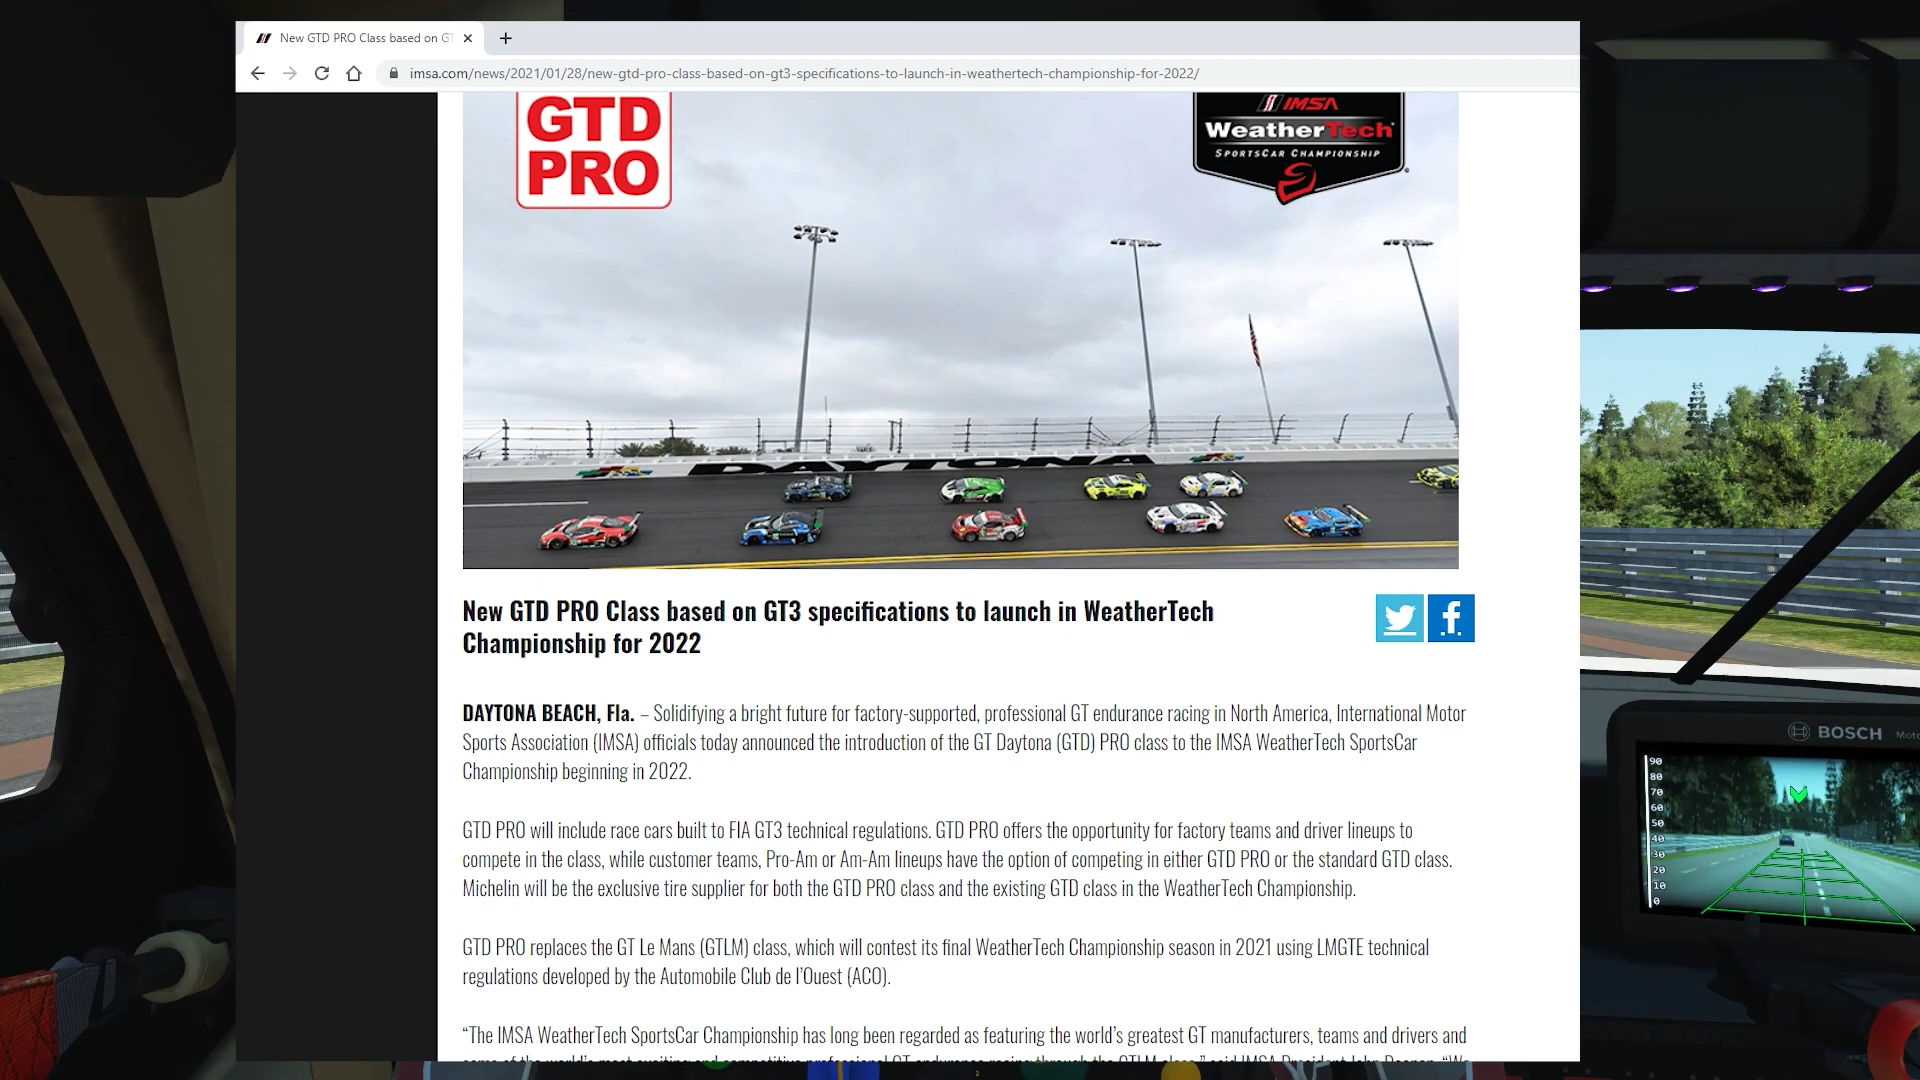 New GTD PRO Class based on GT
imsa.com/news/2021/01/28/new-gtd-pro-class-based-on-gt3-specifications-to-launch-in-weathertech-championship-for-2022/
GTD
PRO
IMSA
WeatherTech
SPORTSCAR CHAMPIONSHIP
DAYTONA
New GTD PRO Class based on GT3 specifications to launch in WeatherTech
Championship for 2022
DAYTONA BEACH, Fla. – Solidifying a bright future for factory-supported, professional GT endurance racing in North America, International Motor
Sports Association (IMSA) officials today announced the introduction of the GT Daytona (GTD) PRO class to the IMSA WeatherTech SportsCar
Championship beginning in 2022.
GTD PRO will include race cars built to FIA GT3 technical regulations. GTD PRO offers the opportunity for factory teams and driver lineups to
compete in the class, while customer teams, Pro-Am or Am-Am lineups have the option of competing in either GTD PRO or the standard GTD class.
Michelin will be the exclusive tire supplier for both the GTD PRO class and the existing GTD class in the WeatherTech Championship.
GTD PRO replaces the GT Le Mans (GTLM) class, which will contest its final WeatherTech Championship season in 2021 using LMGTE technical
regulations developed by the Automobile Club de l’Ouest (ACO).
“The IMSA WeatherTech SportsCar Championship has long been regarded as featuring the world’s greatest GT manufacturers, teams and drivers and
BOSCH Moto
90
80
70
60
50
40
30
20
10
0